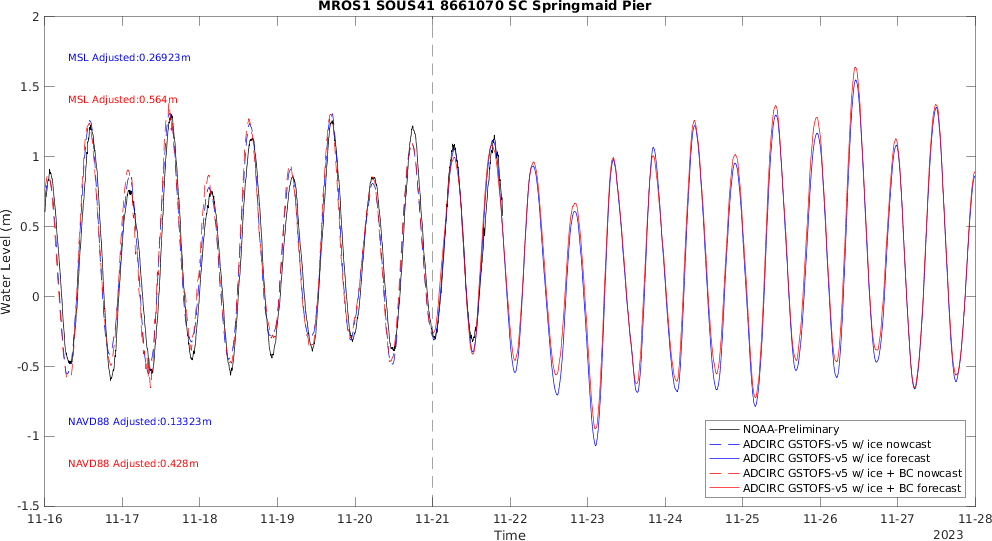 MROS1 SOUS41 8661070 SC Springmaid Pier
2
1.5
1
0.5
0
-0.5
-1
-1.5
Water Level (m)
MSL Adjusted:0.26923m
MSL Adjusted:0.564m
NAVD88 Adjusted:0.13323m
NAVD88 Adjusted:0.428m
NOAA-Preliminary
ADCIRC GSTOFS-v5 w/ ice nowcast
ADCIRC GSTOFS-v5 w/ ice forecast
ADCIRC GSTOFS-v5 w/ ice + BC nowcast
ADCIRC GSTOFS-v5 w/ ice + BC forecast
11-16 11-17 11-18 11-19 11-20 11-21 11-22 11-23 11-24 11-25 11-26 11-27 11-28
Time
2023